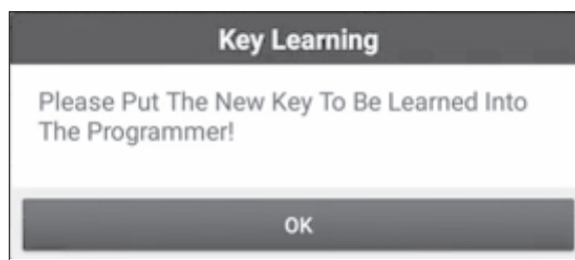 Key Learning
Please Put The New Key To Be Learned Into
The Programmer!
OK